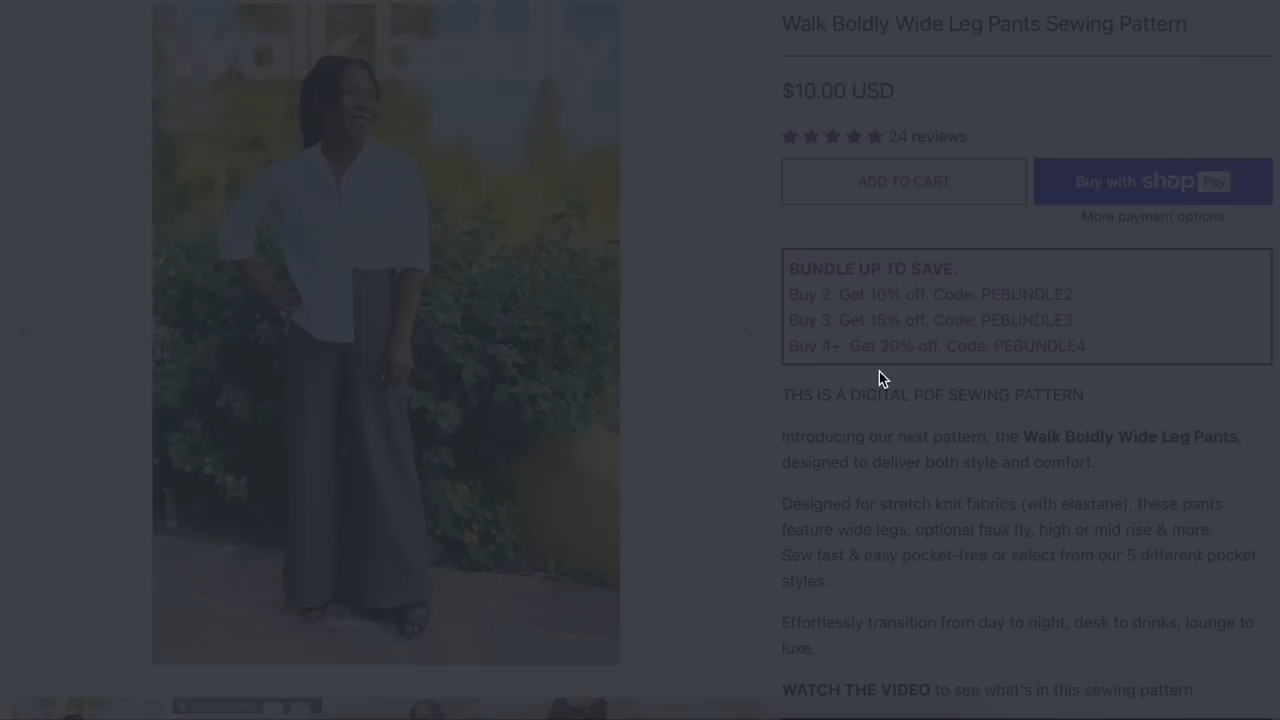 Walk Boldly Wide Leg Pants Sewing Pattern
$10.00 USD
24 reviews
ADD TO CART
Buy with shop Pay
More payment options
BUNDLE UP TO SAVE.
Buy 2. Get 10% off. Code: PEBUNDLE2
Buy 3. Get 15% off. Code: PEBUNDLE3
Buy 4+. Get 20% off. Code: PEBUNDLE4
THS IS A DIGITAL PDF SEWING PATTERN
Introducing our next pattern, the Walk Boldly Wide Leg Pants,
designed to deliver both style and comfort.
Designed for stretch knit fabrics (with elastane), these pants
feature wide legs, optional faux fly, high or mid rise & more.
Sew fast & easy pocket-free or select from our 5 different pocket
styles.
Effortlessly transition from day to night, desk to drinks, lounge to
luxe.
WATCH THE VIDEO to see what's in this sewing pattern.
walk boldly